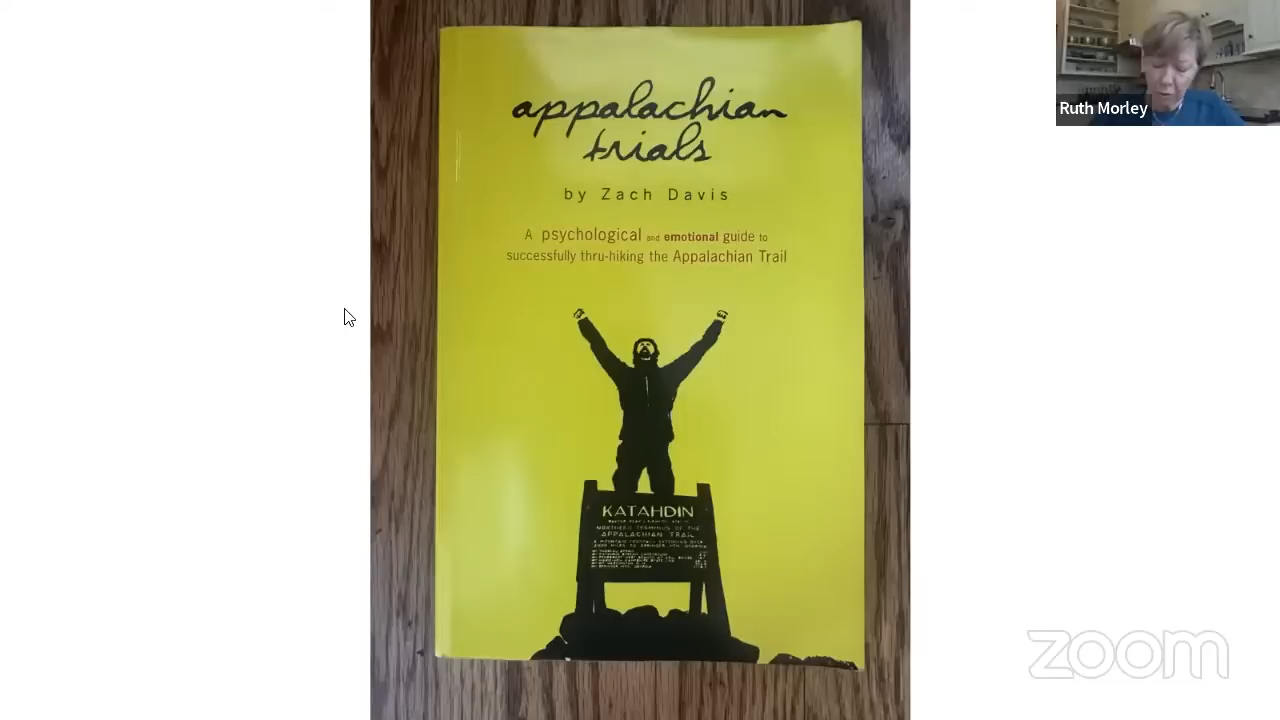 appalachian
trials
by Zach Davis
A psychological and emotional guide to
successfully thru-hiking the Appalachian Trail
KATAHDIN
NORTHERN TERMINUS OF THE
APPALACHIAN TRAIL
Ruth Morley
zoom